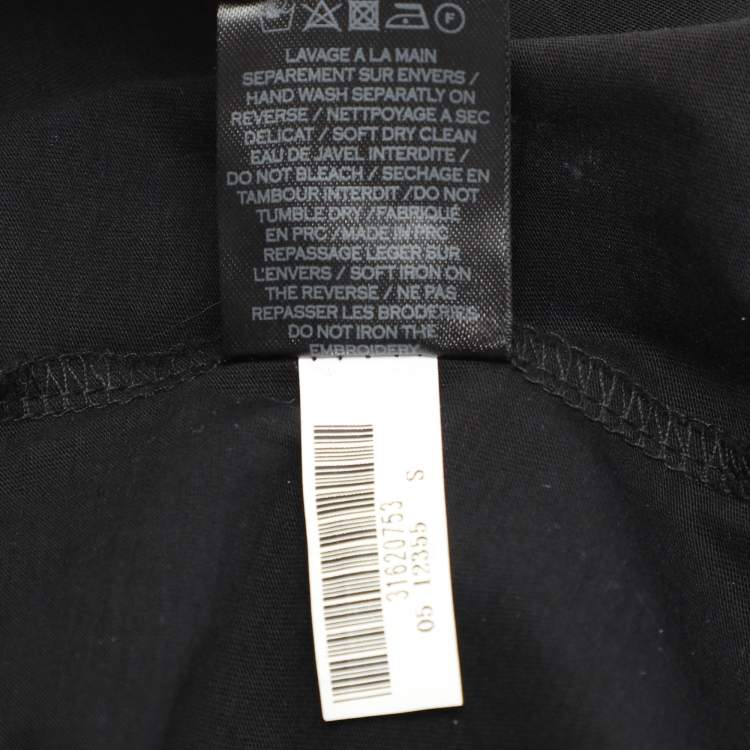 F
LAVAGE A LA MAIN
SEPAREMENT SUR ENVERS /
HAND WASH SEPARATLY ON
REVERSE / NETTOYAGE A SEC
DELICAT / SOFT DRY CLEAN
EAU DE JAVEL INTERDITE /
DO NOT BLEACH / SECHAGE EN
TAMBOUR INTERDIT /DO NOT
TUMBLE DRY /FABRIQUÉ
EN PRC/ MADE IN PRC
REPASSAGE LEGER SUR
L'ENVERS / SOFT IRON ON
THE REVERSE / NE PAS
REPASSER LES BRODERIES
DO NOT IRON THE
EMBROIDERY
31620753
05 12355 S